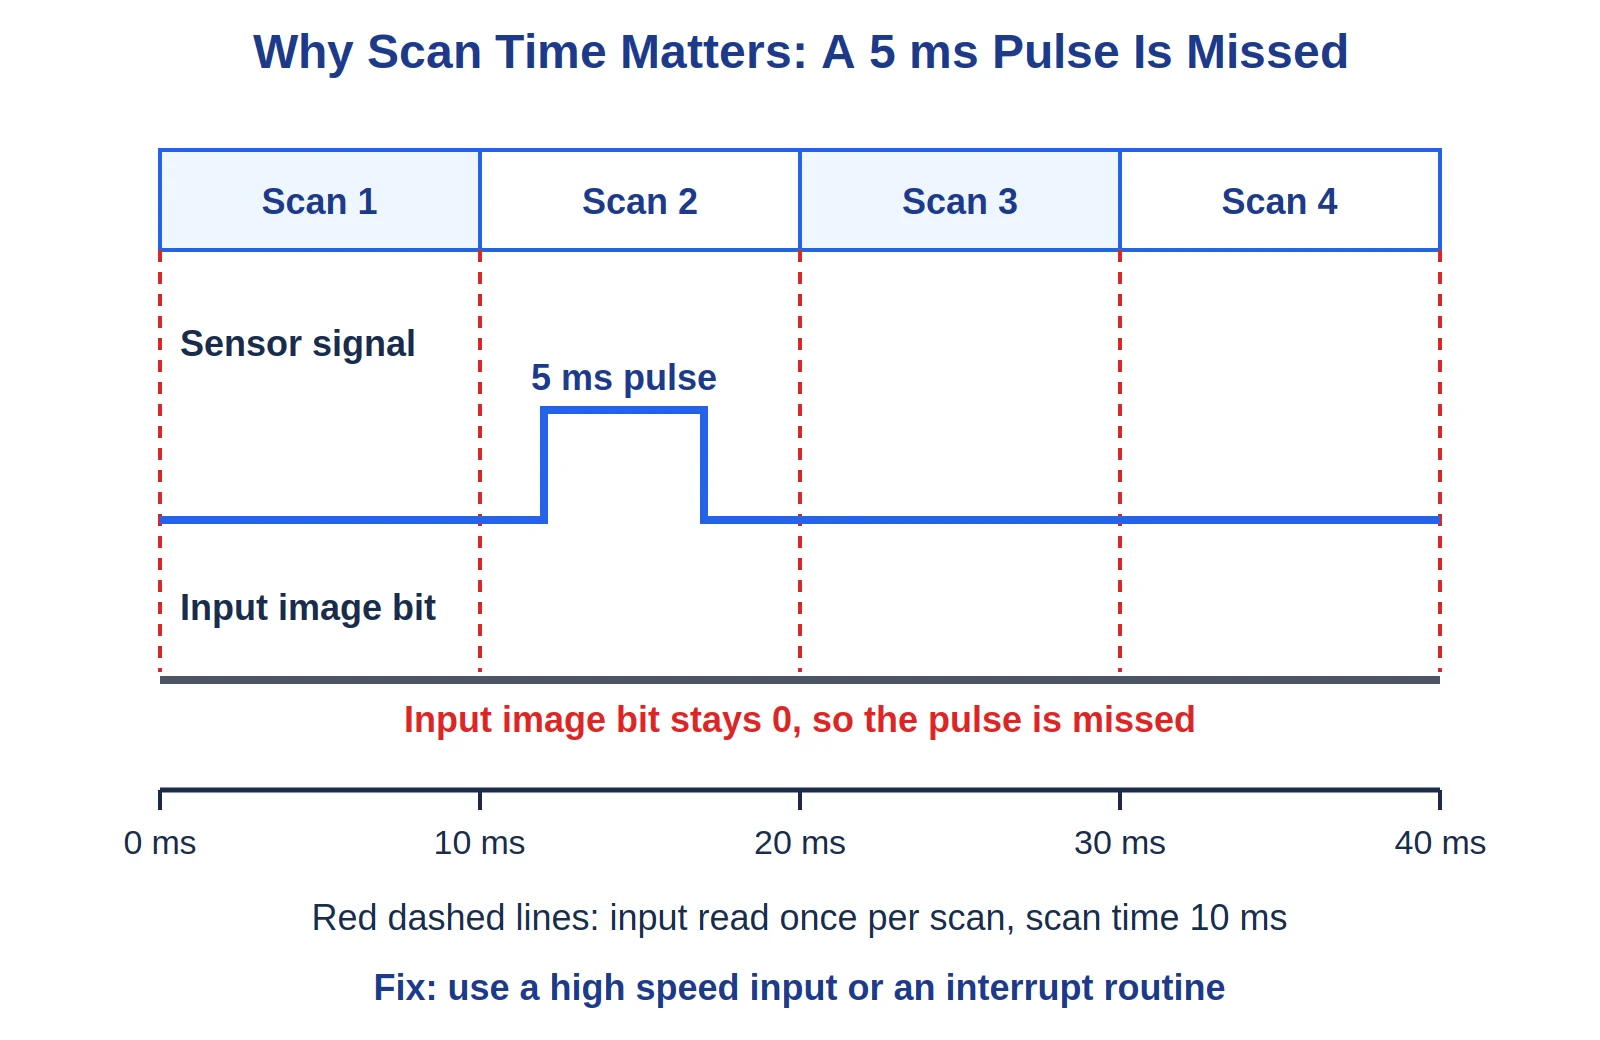 Why Scan Time Matters: A 5 ms Pulse Is Missed
Scan 1
Scan 2
Scan 3
Scan 4
Sensor signal
5 ms pulse
Input image bit
Input image bit stays 0, so the pulse is missed
0 ms
10 ms
20 ms
30 ms
40 ms
Red dashed lines: input read once per scan, scan time 10 ms
Fix: use a high speed input or an interrupt routine